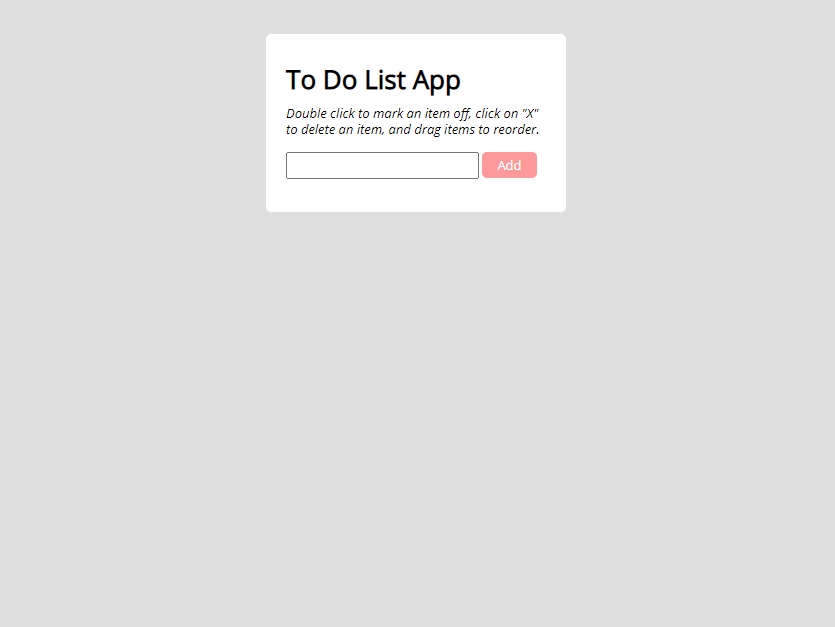 To Do List App
Double click to mark an item off, click on "X"
to delete an item, and drag items to reorder.
Add